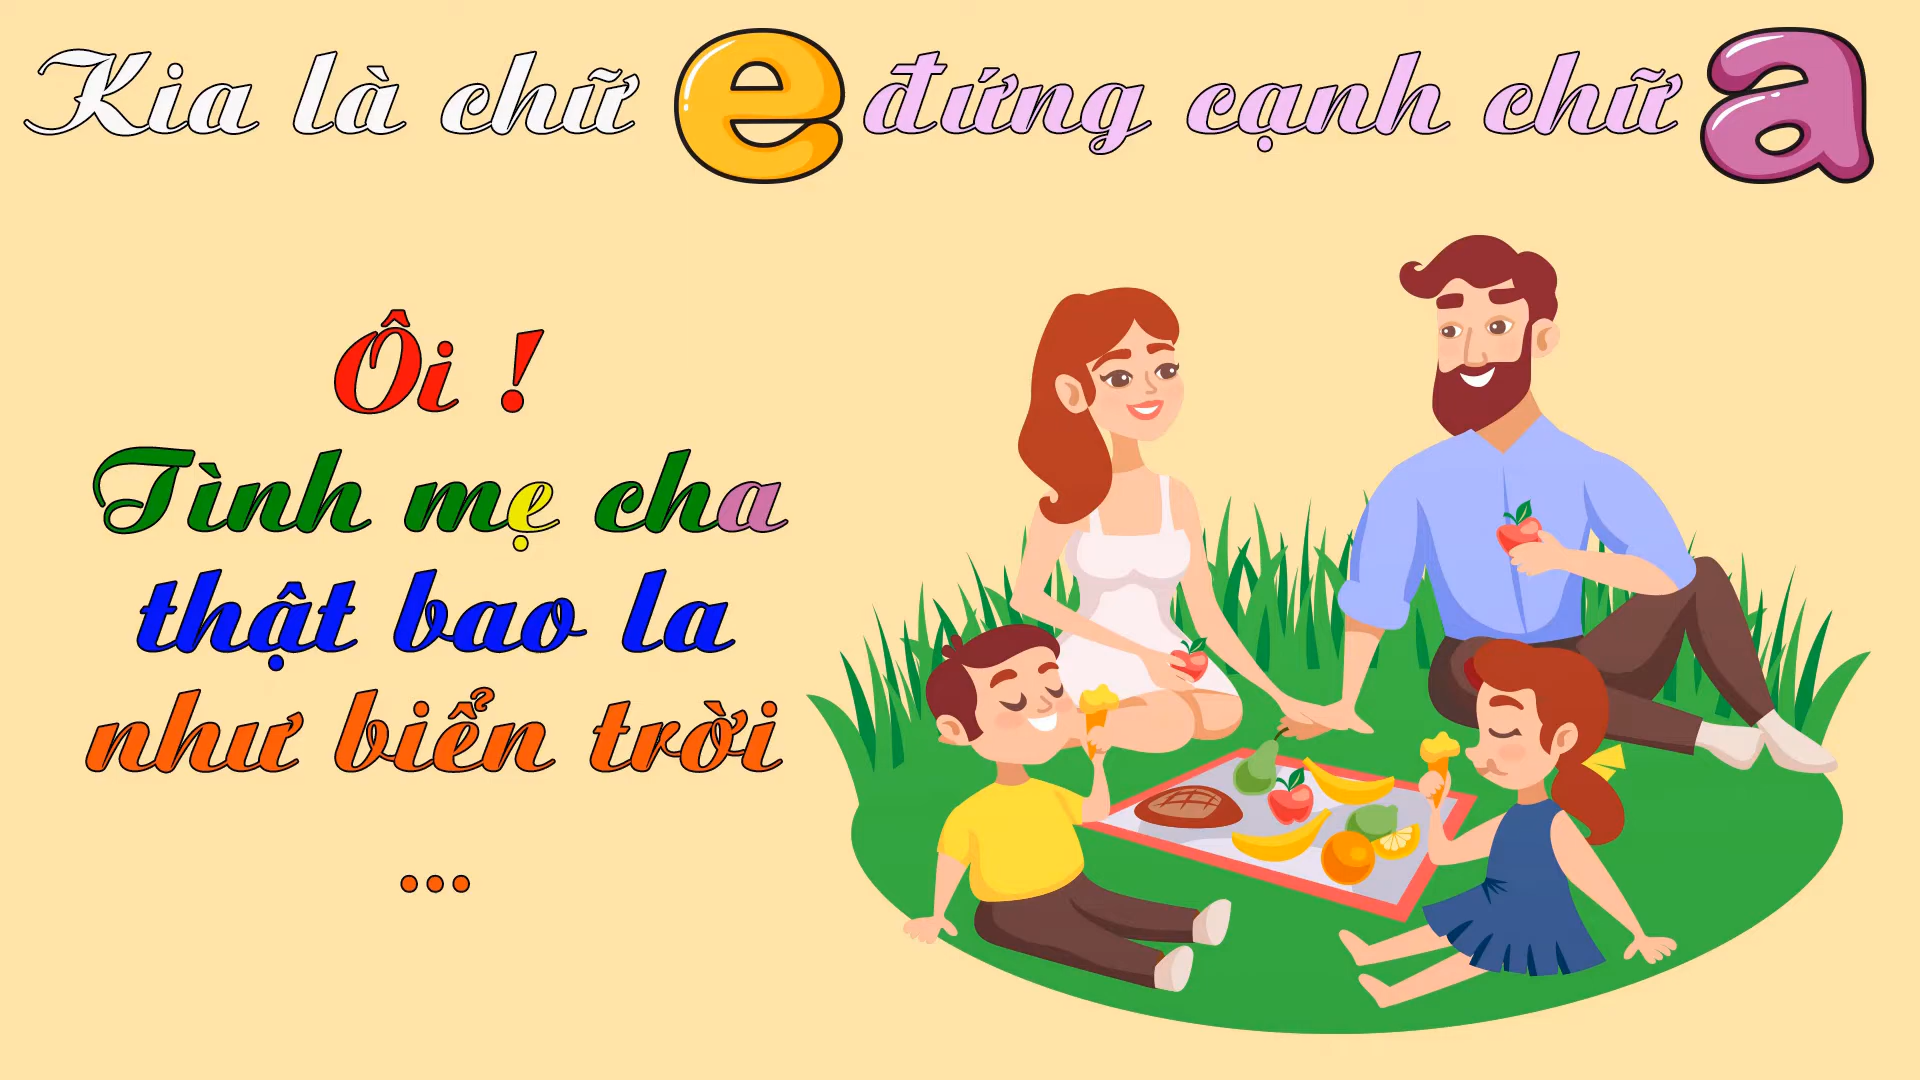 Kia là chữ e đứng cạnh chữ a
Ôi !
Tình mẹ cha
thật bao la
như biển trời
...